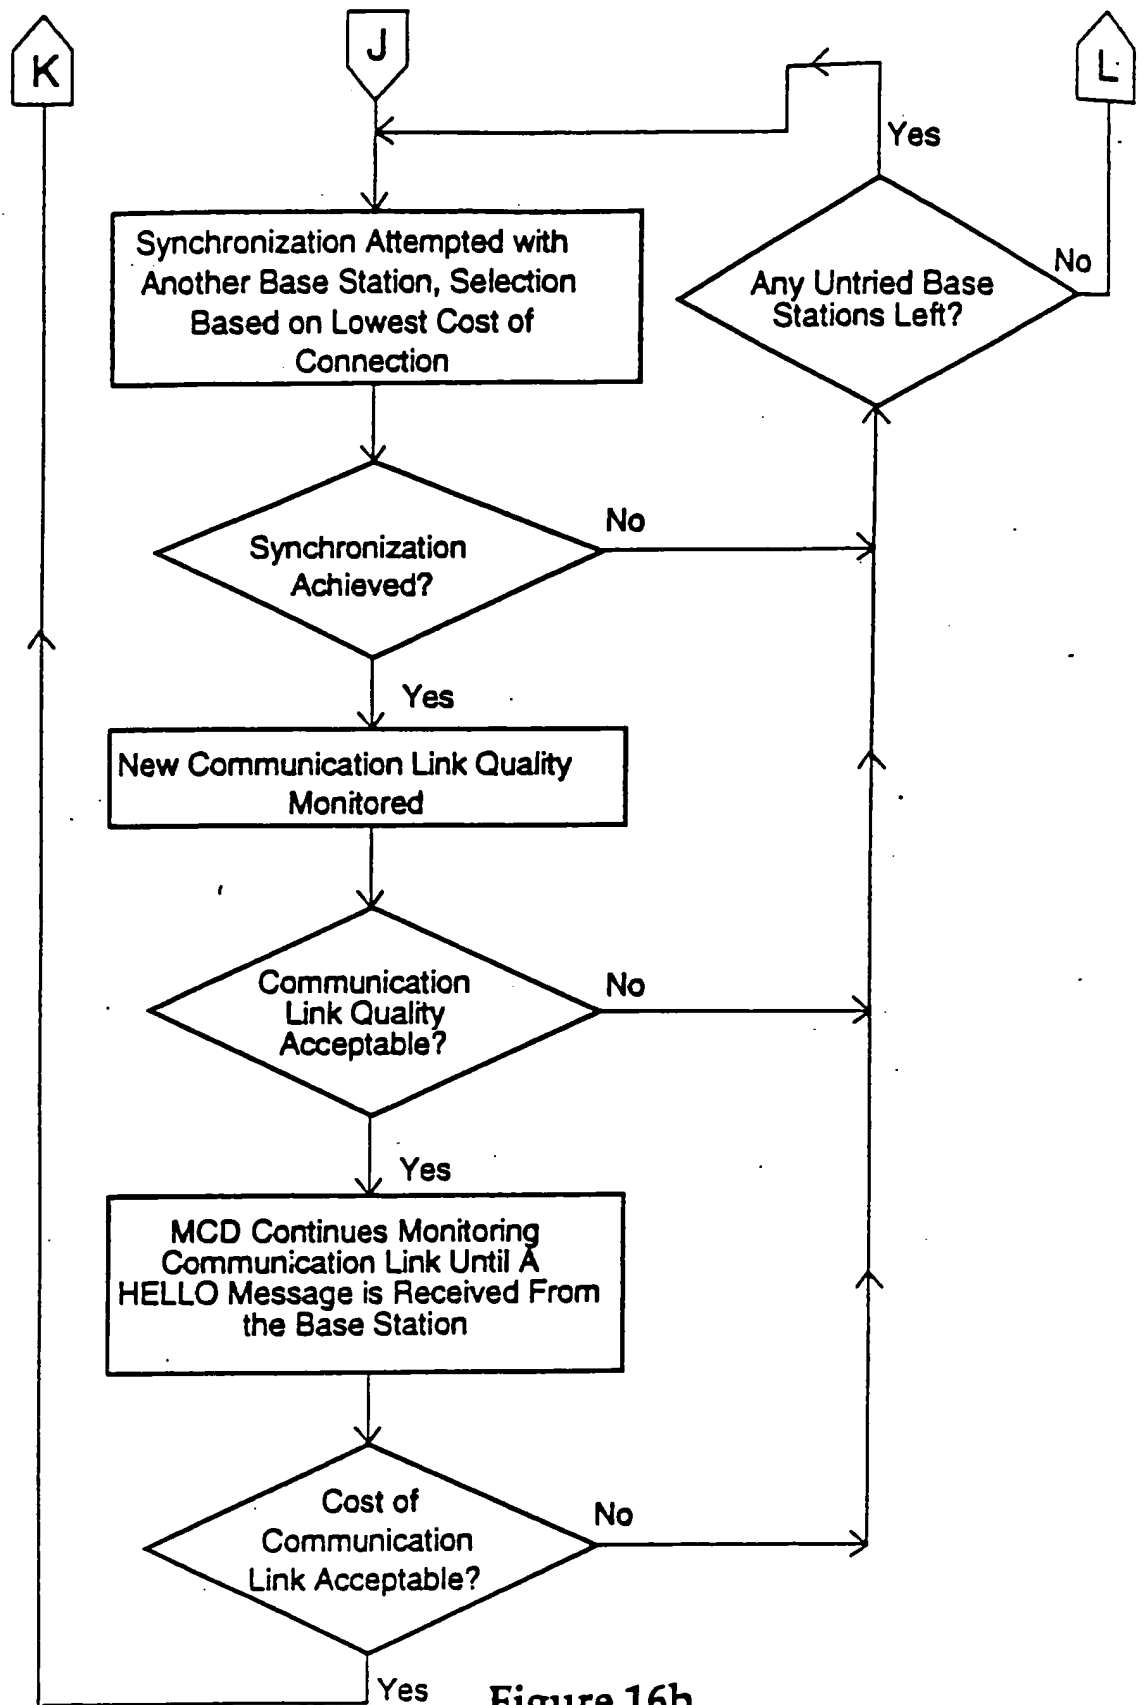 K
J
L
Yes
Synchronization Attempted with
Another Base Station, Selection
Based on Lowest Cost of
Connection
No
Any Untried Base
Stations Left?
No
Synchronization
Achieved?
Yes
New Communication Link Quality
Monitored
Communication
Link Quality
Acceptable?
No
Yes
MCD Continues Monitoring
Communication Link Until A
HELLO Message is Received From
the Base Station
Cost of
Communication
Link Acceptable?
No
Yes
Figure 16b